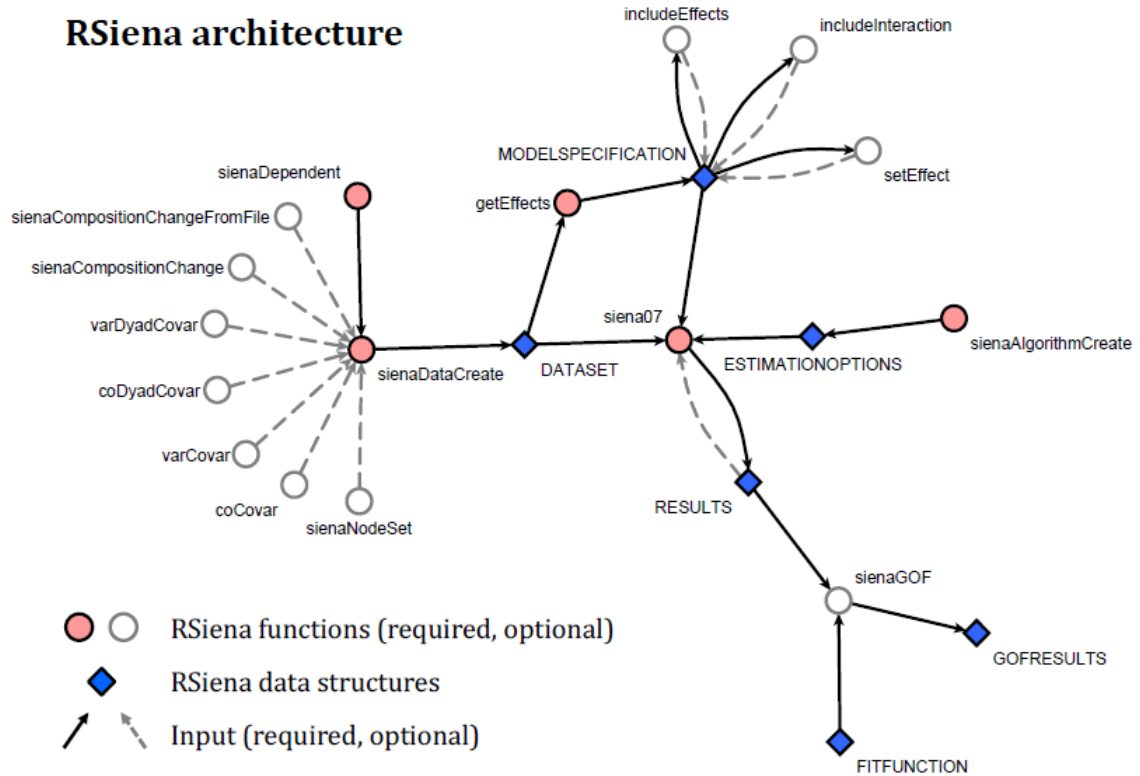 RSiena architecture
includeEffects
includeInteraction
MODELSPECIFICATION
setEffect
sienaDependent
getEffects
sienaCompositionChangeFromFile
sienaCompositionChange
varDyadCovar
siena07
sienaAlgorithmCreate
sienaDataCreate
DATASET
ESTIMATIONOPTIONS
coDyadCovar
varCovar
coCovar
sienaNodeSet
RESULTS
sienaGOF
RSiena functions (required, optional)
GOFRESULTS
RSiena data structures
Input (required, optional)
FITFUNCTION